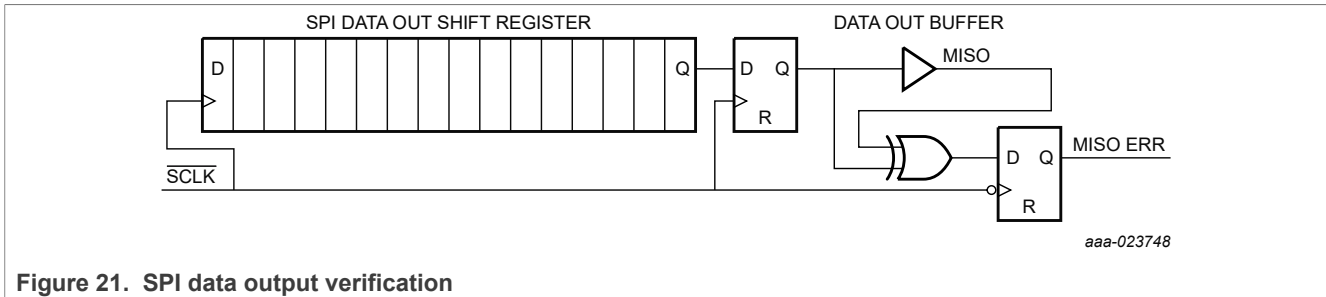 SPI DATA OUT SHIFT REGISTER
DATA OUT BUFFER
D
Q
D Q
R
MISO
SCLK
D Q
R
MISO ERR
aaa-023748
Figure 21. SPI data output verification